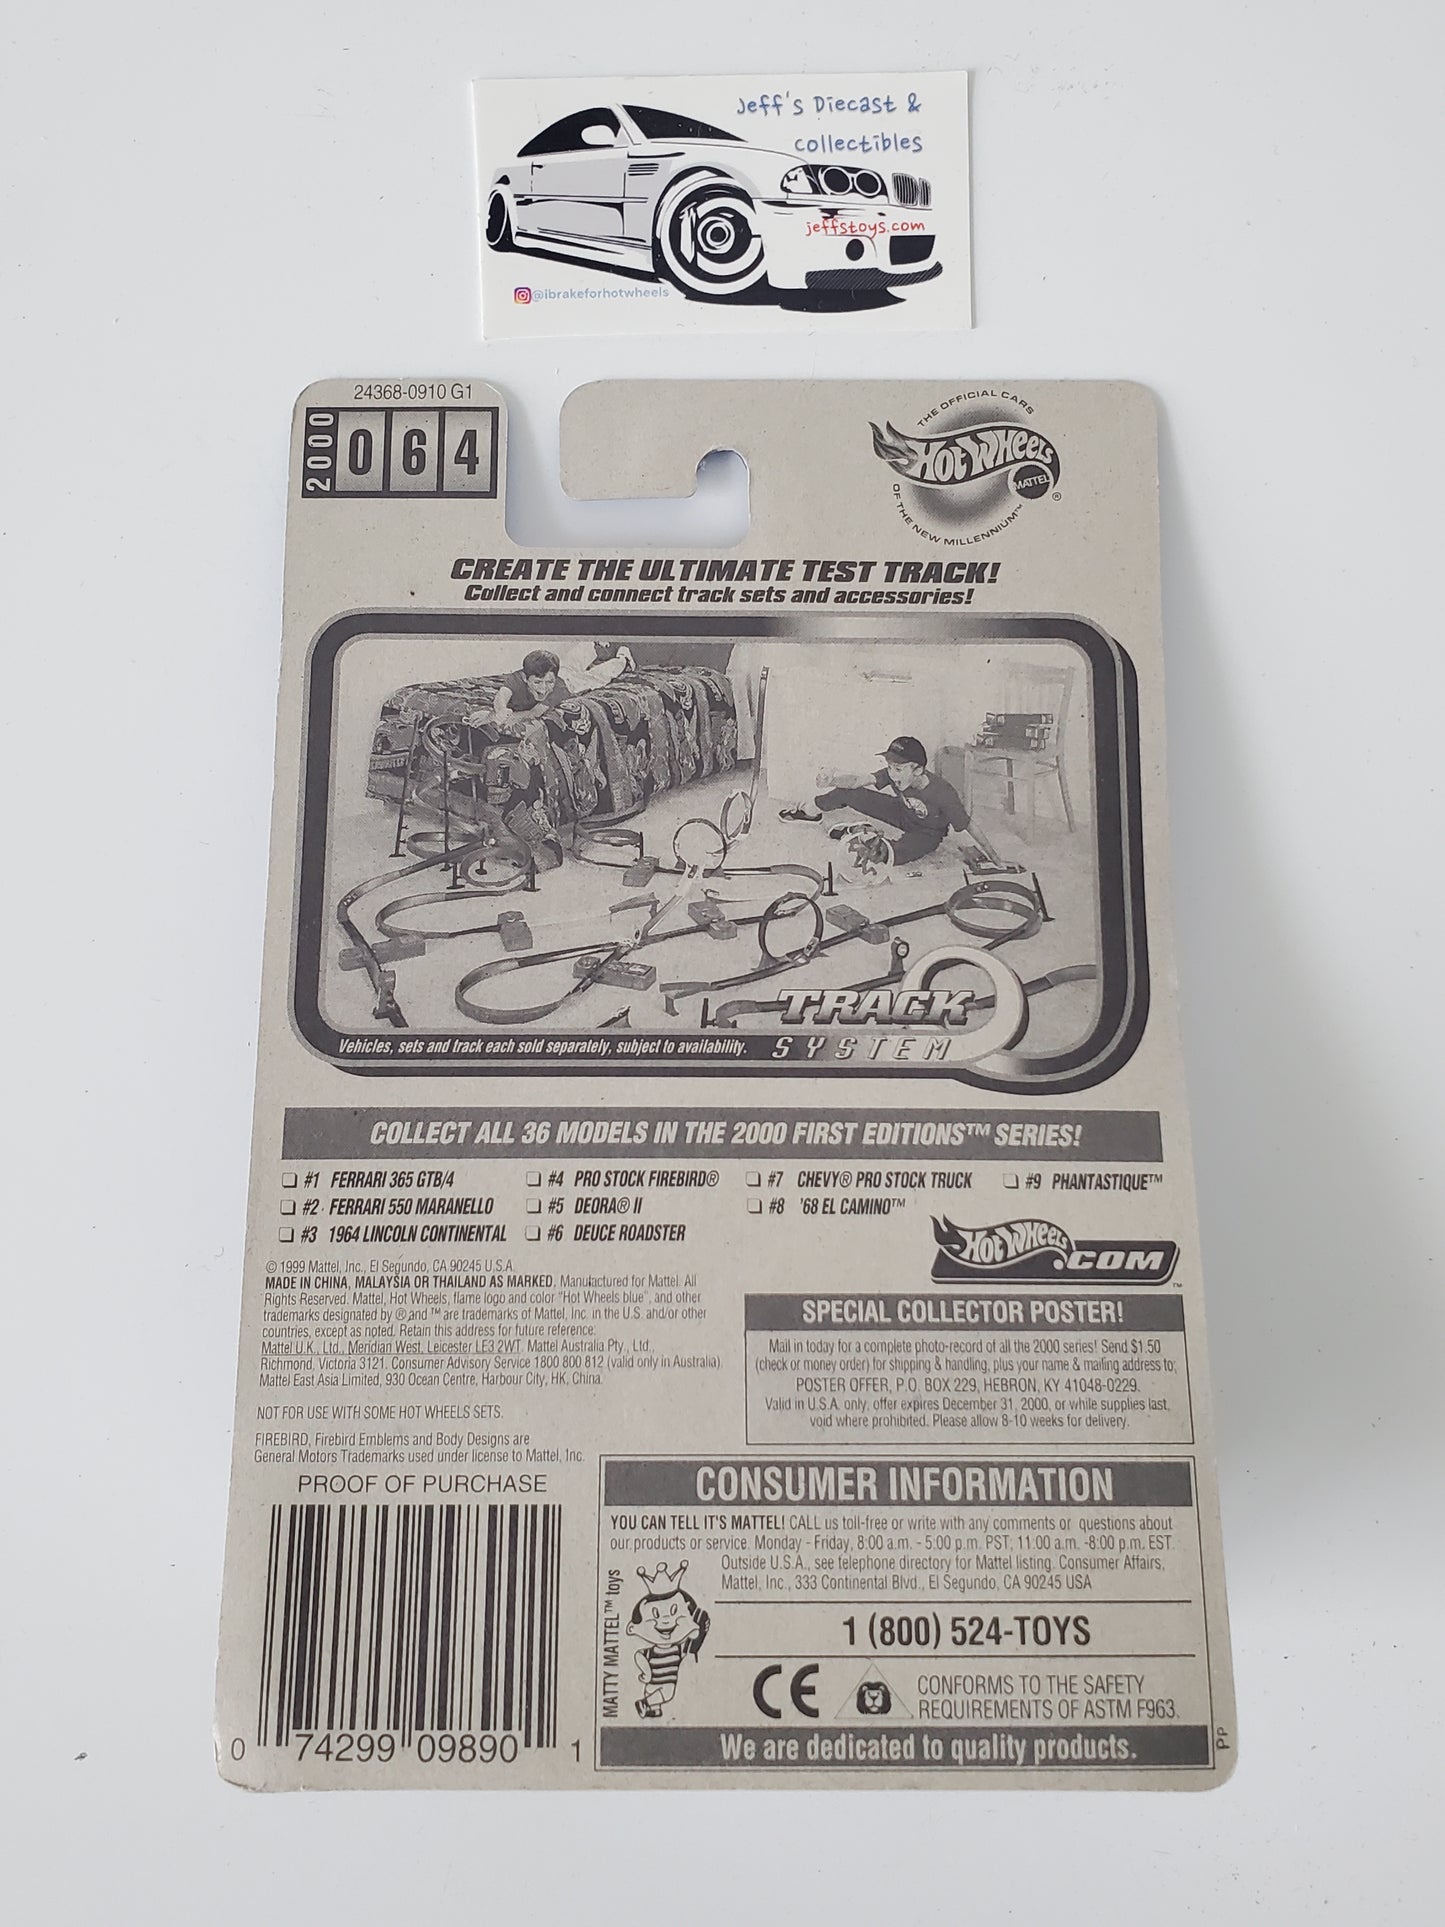 Jeff's Diecast &
collectibles
jeffstoys.com
@ibrakeforhotwheels
24368-0910 G1
2000
064
THE OFFICIAL CARS
HOT WHEELS
MATTEL
®
OF THE NEW MILLENNIUM™
CREATE THE ULTIMATE TEST TRACK!
Collect and connect track sets and accessories!
TRACK
SYSTEM
Vehicles, sets and track each sold separately, subject to availability.
COLLECT ALL 36 MODELS IN THE 2000 FIRST EDITIONS™ SERIES!
#1 FERRARI 365 GTB/4
#2 FERRARI 550 MARANELLO
#3 1964 LINCOLN CONTINENTAL
#4 PRO STOCK FIREBIRD®
#5 DEORA® II
#6 DEUCE ROADSTER
#7 CHEVY® PRO STOCK TRUCK
#8 '68 EL CAMINO™
#9 PHANTASTIQUE™
HOT WHEELS
.COM
™
© 1999 Mattel, Inc., El Segundo, CA 90245 U.S.A.
MADE IN CHINA, MALAYSIA OR THAILAND AS MARKED. Manufactured for Mattel. All
Rights Reserved. Mattel, Hot Wheels, flame logo and color "Hot Wheels blue", and other
trademarks designated by ® and ™ are trademarks of Mattel, Inc. in the U.S. and/or other
countries, except as noted. Retain this address for future reference:
Mattel U.K., Ltd., Meridian West, Leicester LE3 2WT. Mattel Australia Pty., Ltd.,
Richmond, Victoria 3121. Consumer Advisory Service 1800 800 812 (valid only in Australia).
Mattel East Asia Limited, 930 Ocean Centre, Harbour City, HK, China.
NOT FOR USE WITH SOME HOT WHEELS SETS.
FIREBIRD, Firebird Emblems and Body Designs are
General Motors Trademarks used under license to Mattel, Inc.
SPECIAL COLLECTOR POSTER!
Mail in today for a complete photo-record of all the 2000 series! Send $1.50
(check or money order) for shipping & handling, plus your name & mailing address to:
POSTER OFFER, P.O. BOX 229, HEBRON, KY 41048-0229.
Valid in U.S.A. only, offer expires December 31, 2000, or while supplies last,
void where prohibited. Please allow 8-10 weeks for delivery.
PROOF OF PURCHASE
0 74299 09890 1
CONSUMER INFORMATION
YOU CAN TELL IT'S MATTEL! CALL us toll-free or write with any comments or questions about
our products or service. Monday - Friday, 8:00 a.m. - 5:00 p.m. PST; 11:00 a.m. -8:00 p.m. EST.
Outside U.S.A., see telephone directory for Mattel listing. Consumer Affairs,
Mattel, Inc., 333 Continental Blvd., El Segundo, CA 90245 USA
MATTY MATTEL™ toys
1 (800) 524-TOYS
CE
CONFORMS TO THE SAFETY
REQUIREMENTS OF ASTM F963.
We are dedicated to quality products.
PP